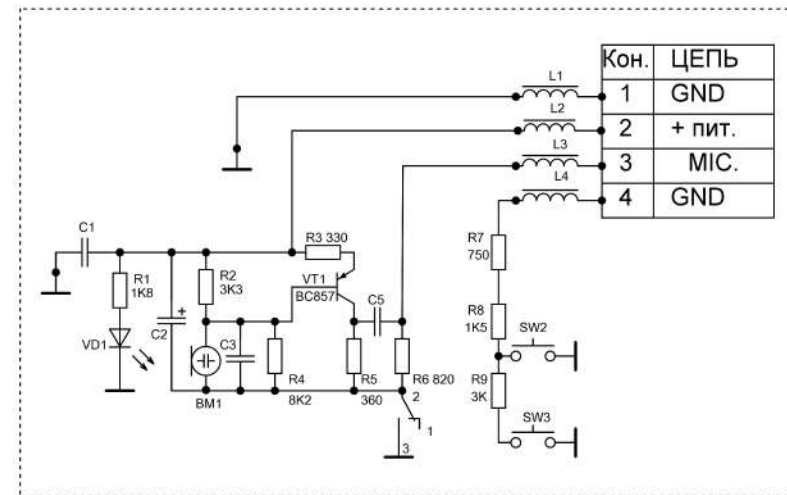 Кон. ЦЕПЬ
1 GND
2 + пит.
3 MIC.
4 GND
L1
L2
L3
L4
C1
R1
1K8
VD1
C2
+
R2
3K3
BM1
C3
R3 330
VT1
BC857
R4
8K2
C5
R5
360
R6 820
2
1
3
R7
750
R8
1K5
SW2
R9
3K
SW3